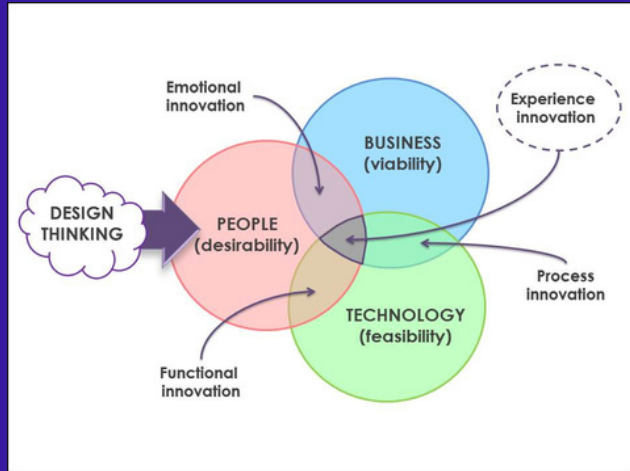 Emotional
innovation
Experience
innovation
BUSINESS
(viability)
DESIGN
THINKING
PEOPLE
(desirability)
Process
innovation
TECHNOLOGY
(feasibility)
Functional
innovation